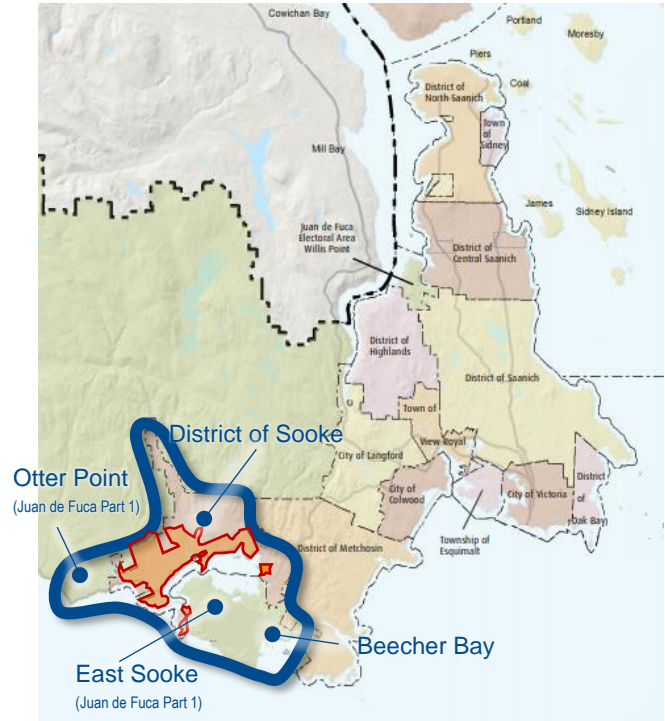 Cowichan Bay
Portland
Moresby
Piers
Coal
District of
North Saanich
Town
of
Sidney
Mill Bay
James
Sidney Island
Juan de Fuca
Electoral Area
Willis Point
District of
Central Saanich
District of
Highlands
District of Saanich
Town of
View Royal
District of Sooke
City of Langford
Otter Point
(Juan de Fuca Part 1)
City of
Colwood
City of Victoria
District
of
Oak Bay
Township of
Esquimalt
District of Metchosin
Beecher Bay
East Sooke
(Juan de Fuca Part 1)